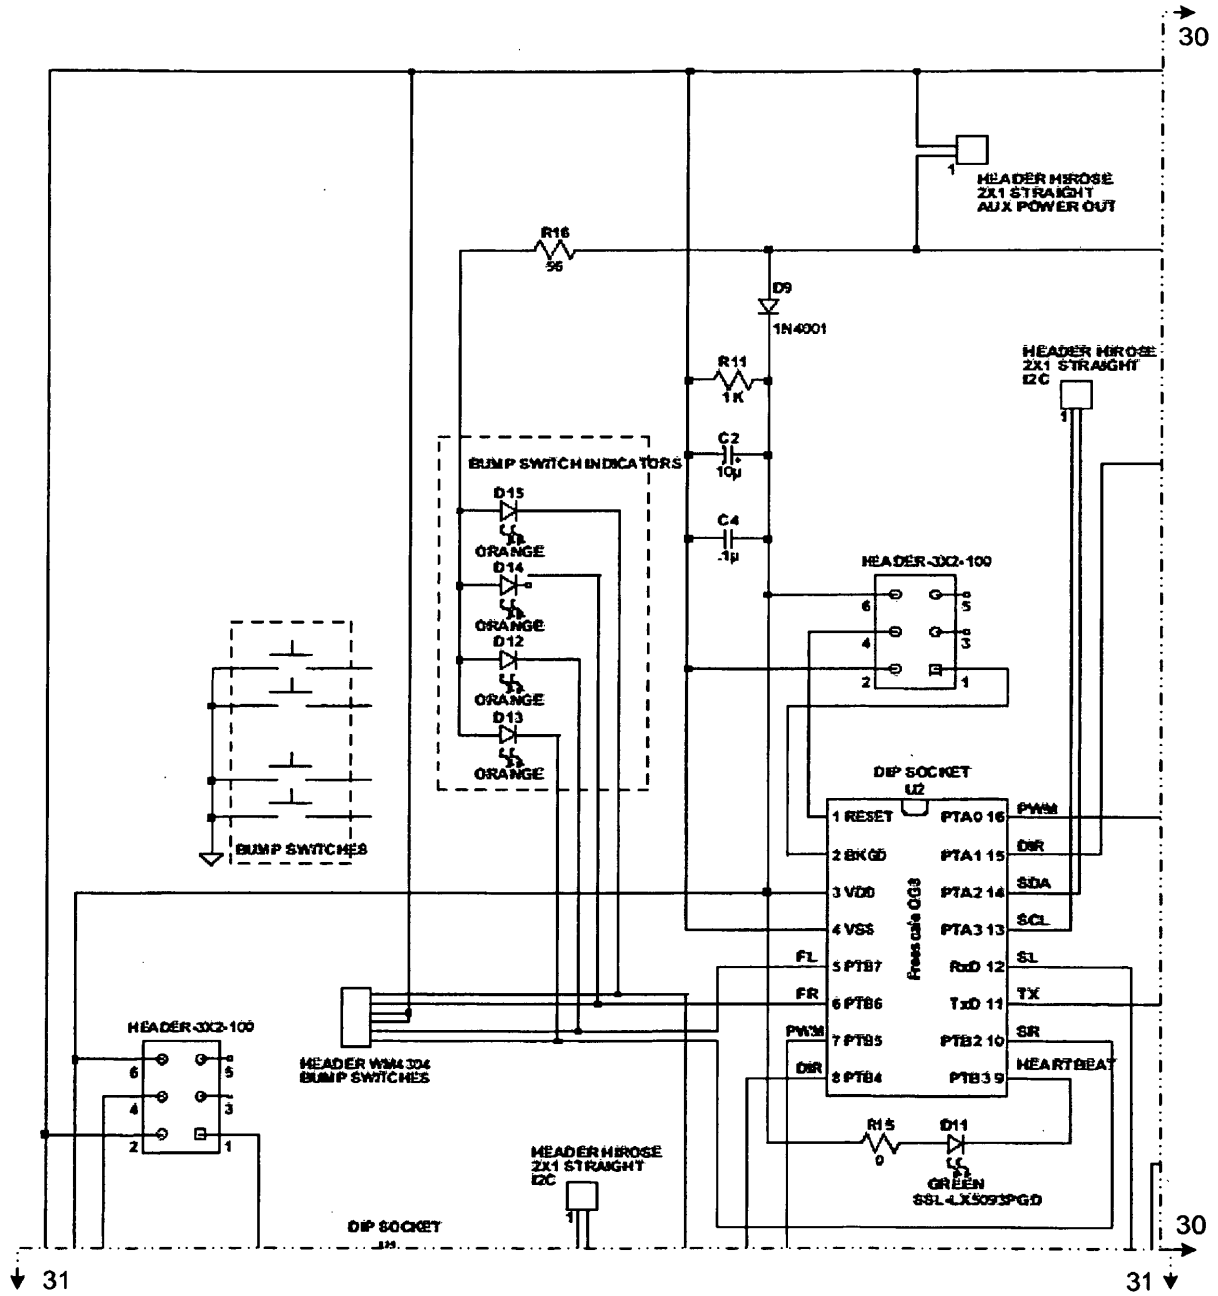 30
1
HEADER HIROSE
2X1 STRAIGHT
AUX POWER OUT
R16
56
D9
1N4001
HEADER HIROSE
2X1 STRAIGHT
I2C
1
R11
1K
C2
+
10µ
C4
.1µ
BUMP SWITCH INDICATORS
D15
ORANGE
D14
ORANGE
D12
ORANGE
D13
ORANGE
HEADER-3X2-100
6 5
4 3
2 1
BUMP SWITCHES
DIP SOCKET
U2
1 RESET PTA0 16 PWM
2 BKGD PTA1 15 DIR
3 VDD PTA2 14 SDA
4 VSS PTA3 13 SCL
FL 5 PTB7 RxD 12 SL
FR 6 PTB6 TxD 11 TX
PWM 7 PTB5 PTB2 10 SR
DIR 8 PTB4 PTB3 9 HEARTBEAT
Freescale QG8
HEADER-3X2-100
6 5
4 3
2 1
HEADER WM4304
BUMP SWITCHES
R15
0
D11
GREEN
SSL-LX5093PGD
HEADER HIROSE
2X1 STRAIGHT
I2C
1
DIP SOCKET
30
31
31